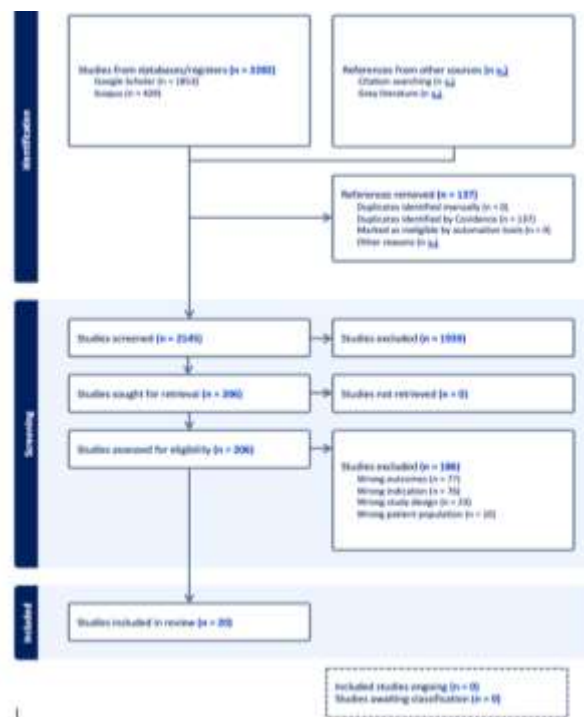 Identification
Studies from databases/registers (n = 2282)
Google Scholar (n = 1853)
Scopus (n = 429)
References from other sources (n
Citation searching (n
Grey literature (n
References removed (n = 137)
Duplicates identified manually (n = 0)
Duplicates identified by Covidence (n = 137)
Marked as ineligible by automation tools (n = 0)
Other reasons (n
Screening
Studies screened (n = 2145)
Studies excluded (n = 1939)
Studies sought for retrieval (n = 206)
Studies not retrieved (n = 0)
Studies assessed for eligibility (n = 206)
Studies excluded (n = 186)
Wrong outcomes (n = 77)
Wrong indication (n = 76)
Wrong study design (n =
Wrong patient population (n =
Included
Studies included in review (n = 20)
Included studies ongoing (n = 0)
Studies awaiting classification (n = 0)